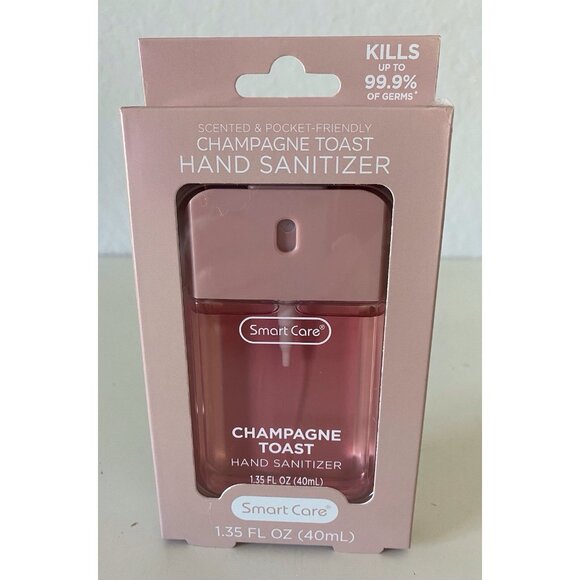 KILLS
UP TO
99.9%
OF GERMS*
SCENTED & POCKET-FRIENDLY
CHAMPAGNE TOAST
HAND SANITIZER
Smart Care®
CHAMPAGNE
TOAST
HAND SANITIZER
1.35 FL OZ (40mL)
Smart Care®
1.35 FL OZ (40mL)